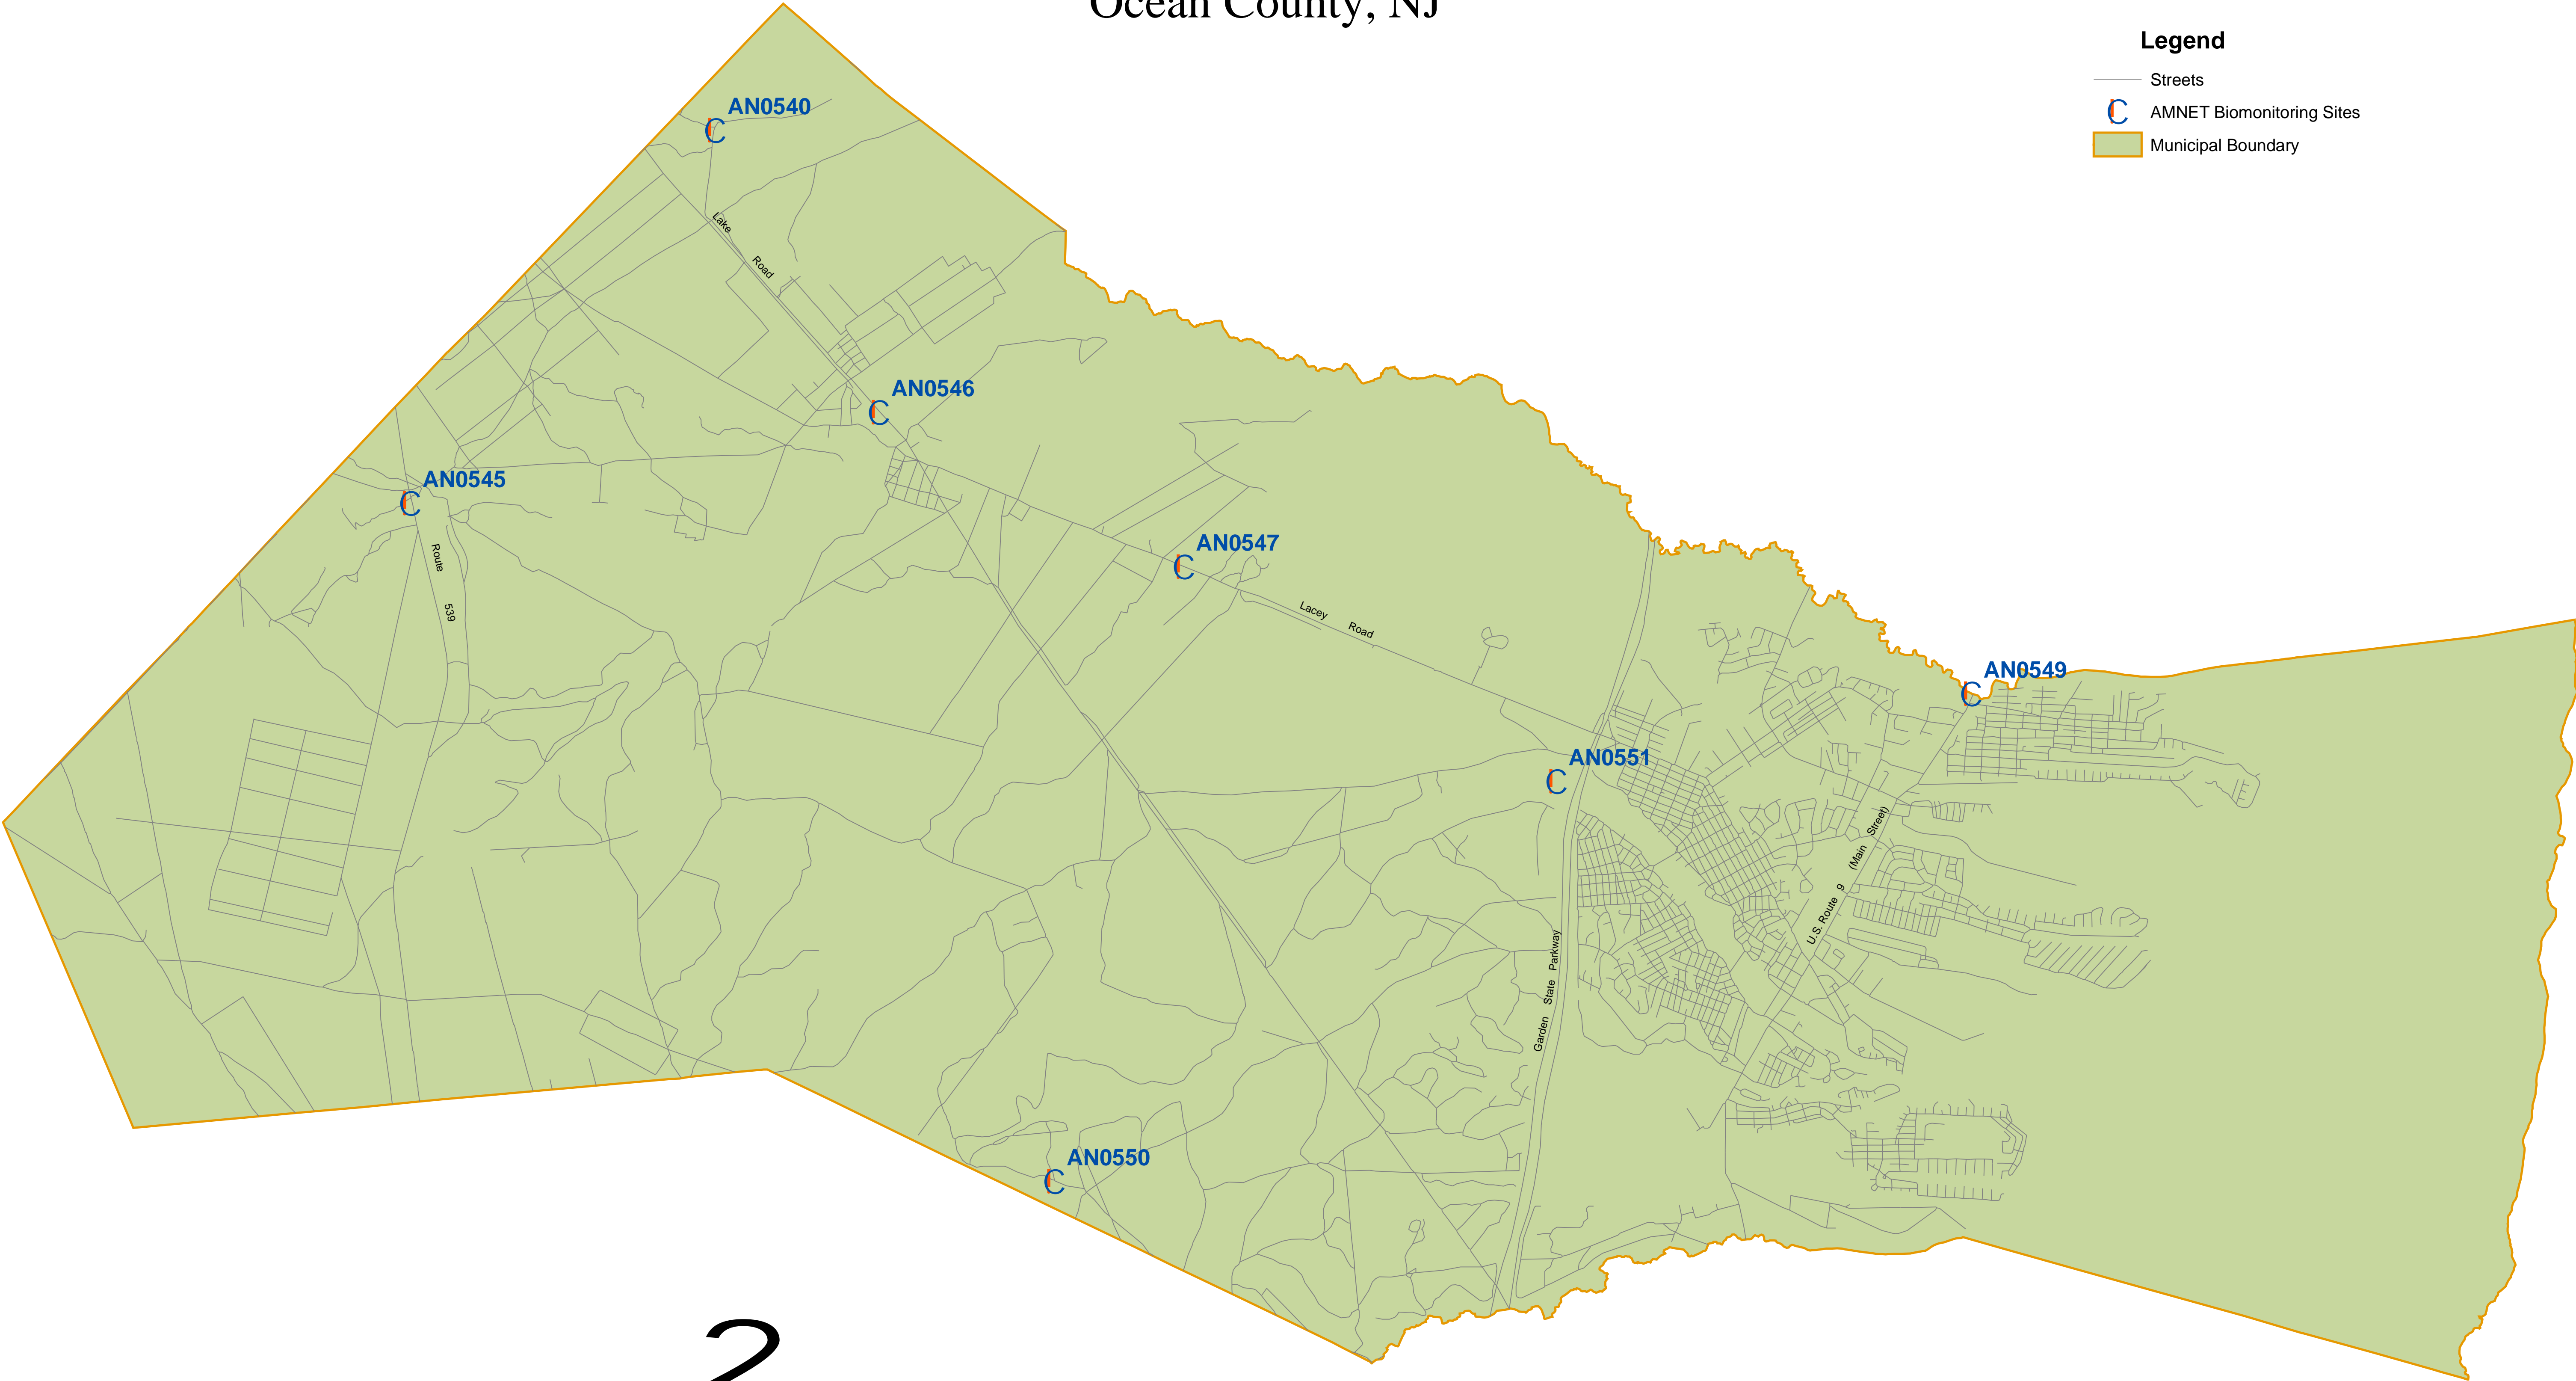 Ocean County, NJ
Legend
Streets
C AMNET Biomonitoring Sites
Municipal Boundary
AN0540
C
Lake Road
AN0546
C
AN0545
C
Route 539
AN0547
C
Lacey Road
AN0549
C
AN0551
C
U.S. Route 9 (Main Street)
Garden State Parkway
AN0550
C
2